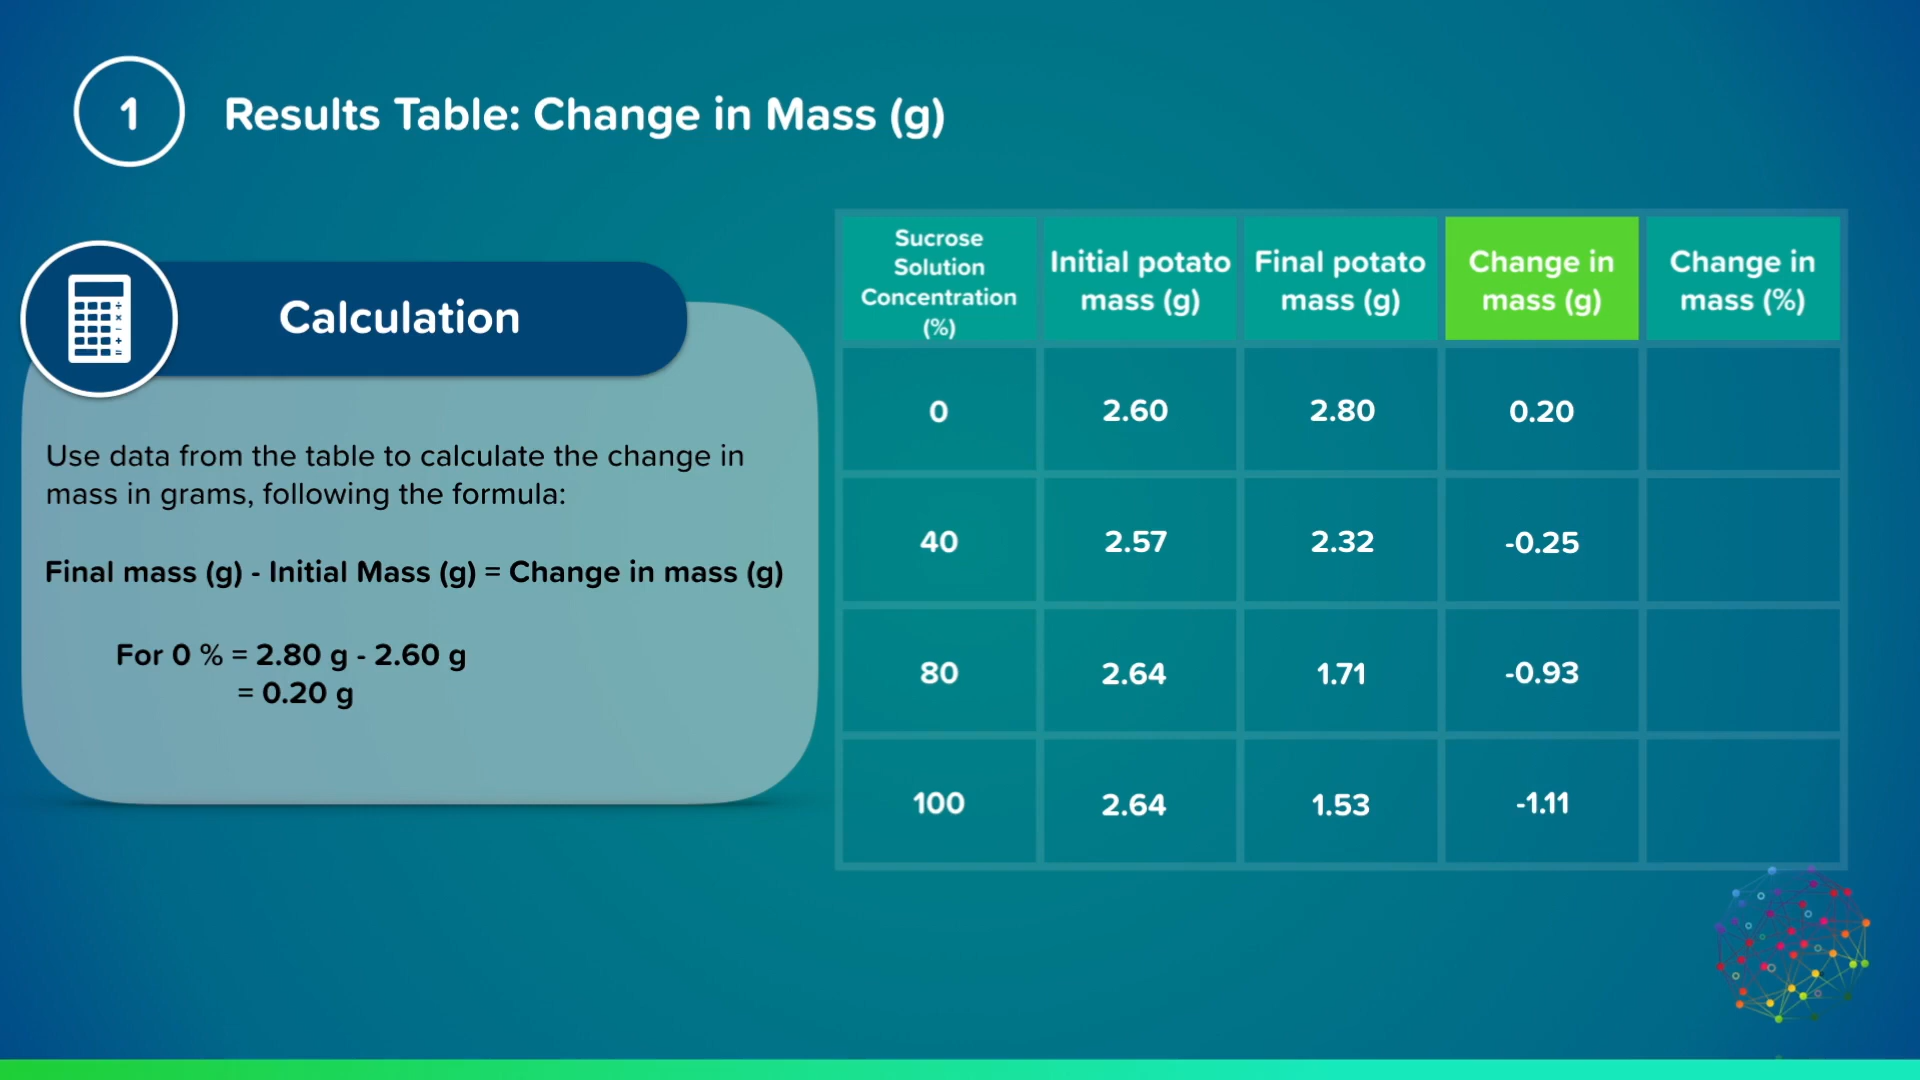 1
Results Table: Change in Mass (g)
Calculation
Use data from the table to calculate the change in
mass in grams, following the formula:
Final mass (g) - Initial Mass (g) = Change in mass (g)
For 0 % = 2.80 g - 2.60 g
= 0.20 g
Sucrose
Solution
Concentration
(%)
Initial potato
mass (g)
Final potato
mass (g)
Change in
mass (g)
Change in
mass (%)
0 2.60 2.80 0.20
40 2.57 2.32 -0.25
80 2.64 1.71 -0.93
100 2.64 1.53 -1.11